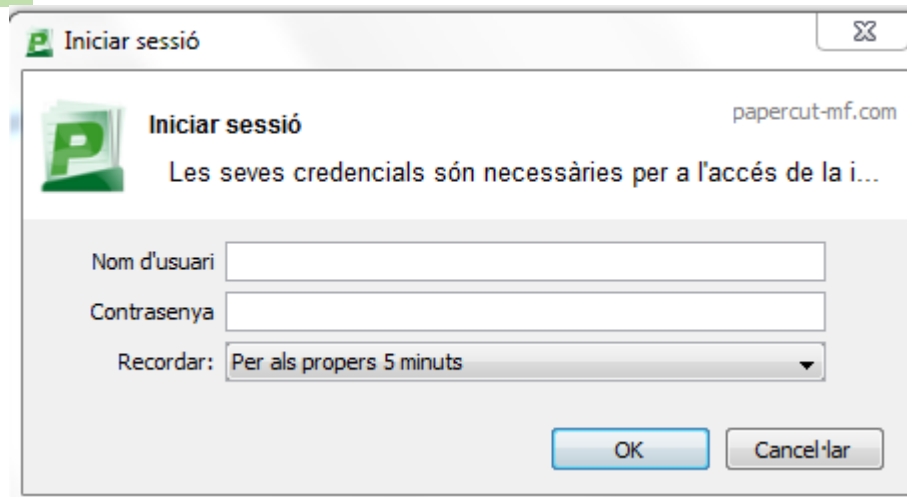 Iniciar sessió
papercut-mf.com
Iniciar sessió
Les seves credencials són necessàries per a l'accés de la i...
Nom d'usuari
Contrasenya
Recordar: Per als propers 5 minuts
OK Cancel·lar